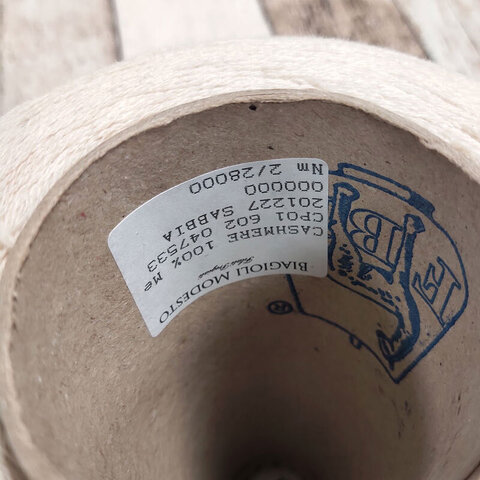 BIAGIOLI MODESTO
CASHMERE 100% Me
CP01 602 047533
201227 SABBIA
000000
Nm 2/28000
F B
®